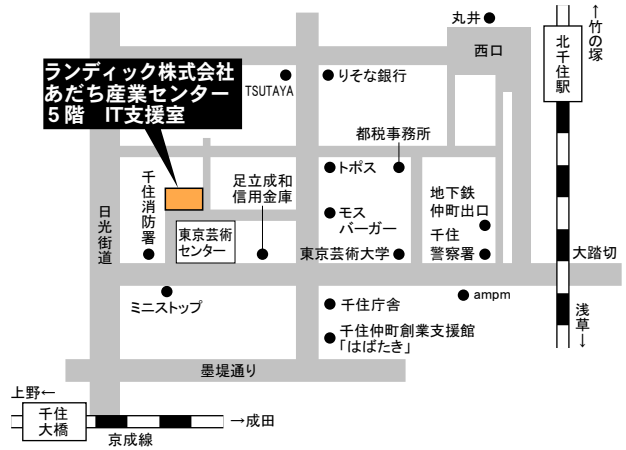 丸井
西口
↑竹の塚
北千住駅
ランディック株式会社
あだち産業センター
5階　IT支援室
TSUTAYA
りそな銀行
都税事務所
トポス
千住消防署
足立成和
信用金庫
モス
バーガー
地下鉄
仲町出口
日光街道
東京芸術
センター
東京芸術大学
千住
警察署
大踏切
ミニストップ
ampm
千住庁舎
浅草↓
千住仲町創業支援館
「はばたき」
墨堤通り
上野←
千住
大橋
→成田
京成線